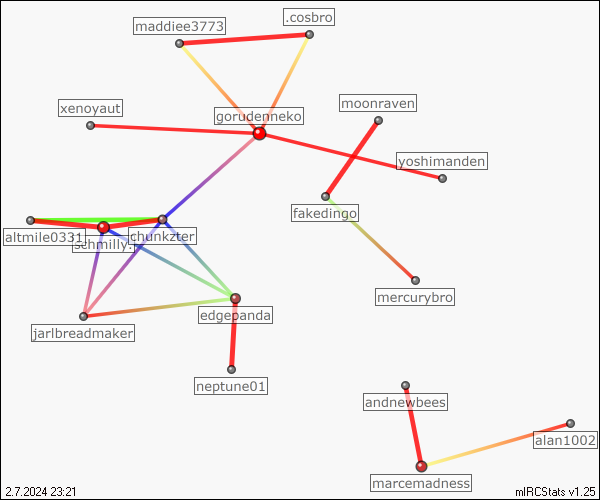 maddiee3773
.cosbro
xenoyaut
moonraven
gorudenneko
yoshimanden
fakedingo
altmile0331
schmilly.
chunkzter
mercurybro
edgepanda
jarlbreadmaker
neptune01
andnewbees
alan1002
marcemadness
2.7.2024 23:21
mIRCStats v1.25